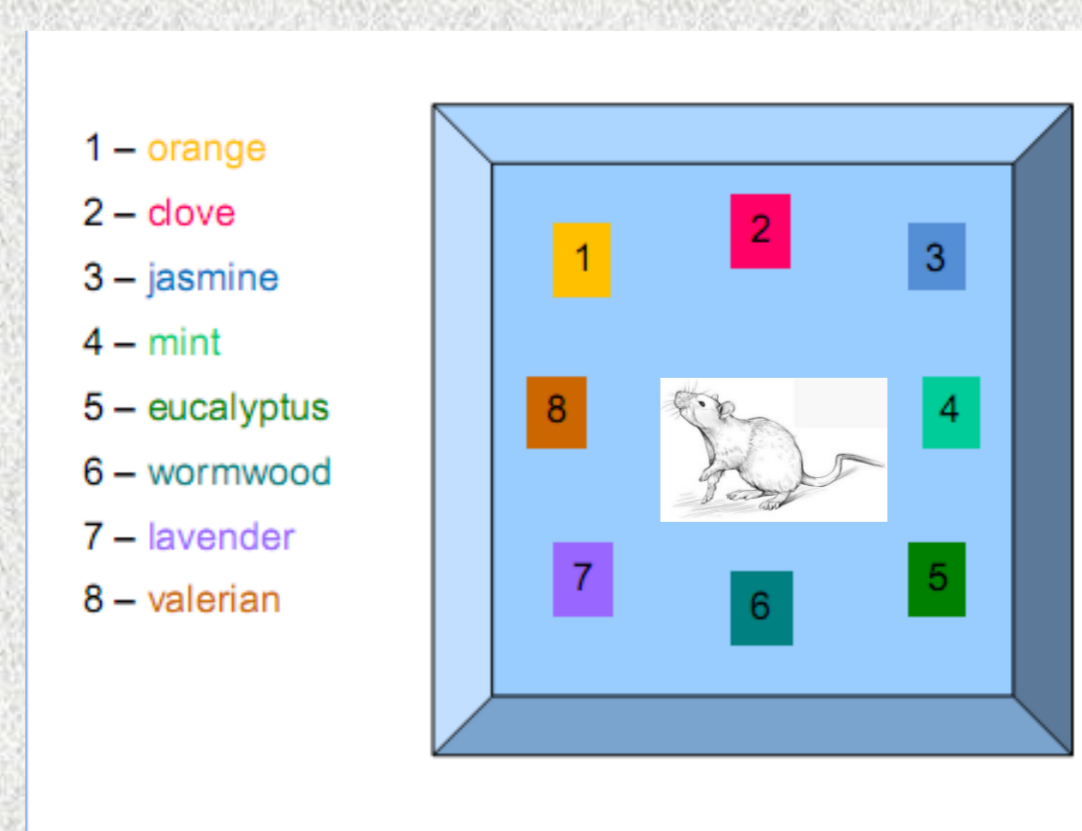 1 – orange
2 – clove
3 – jasmine
4 – mint
5 – eucalyptus
6 – wormwood
7 – lavender
8 – valerian
1
2
3
8
4
7
6
5